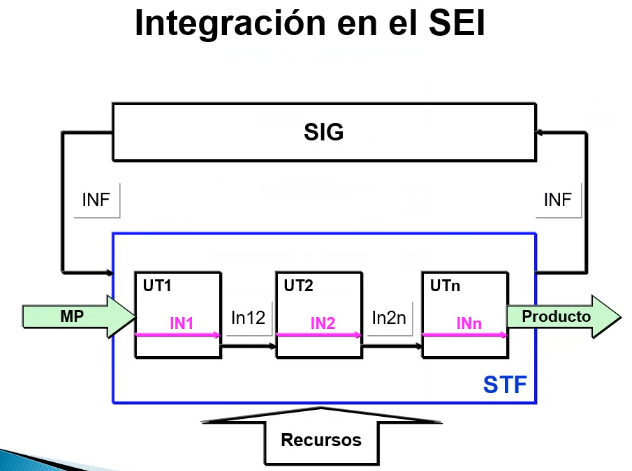 Integración en el SEI
SIG
INF
INF
UT1
UT2
UTn
MP
IN1
In12
IN2
In2n
INn
Producto
STF
Recursos